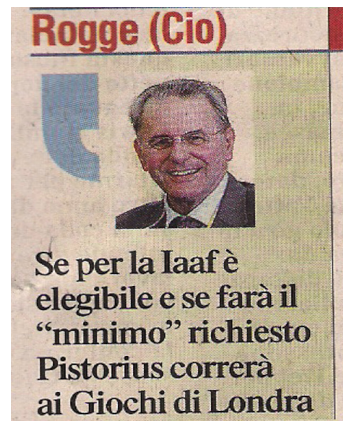 Rogge (Cio)
Se per la Iaaf è
elegibile e se farà il
“minimo” richiesto
Pistorius correrà
ai Giochi di Londra